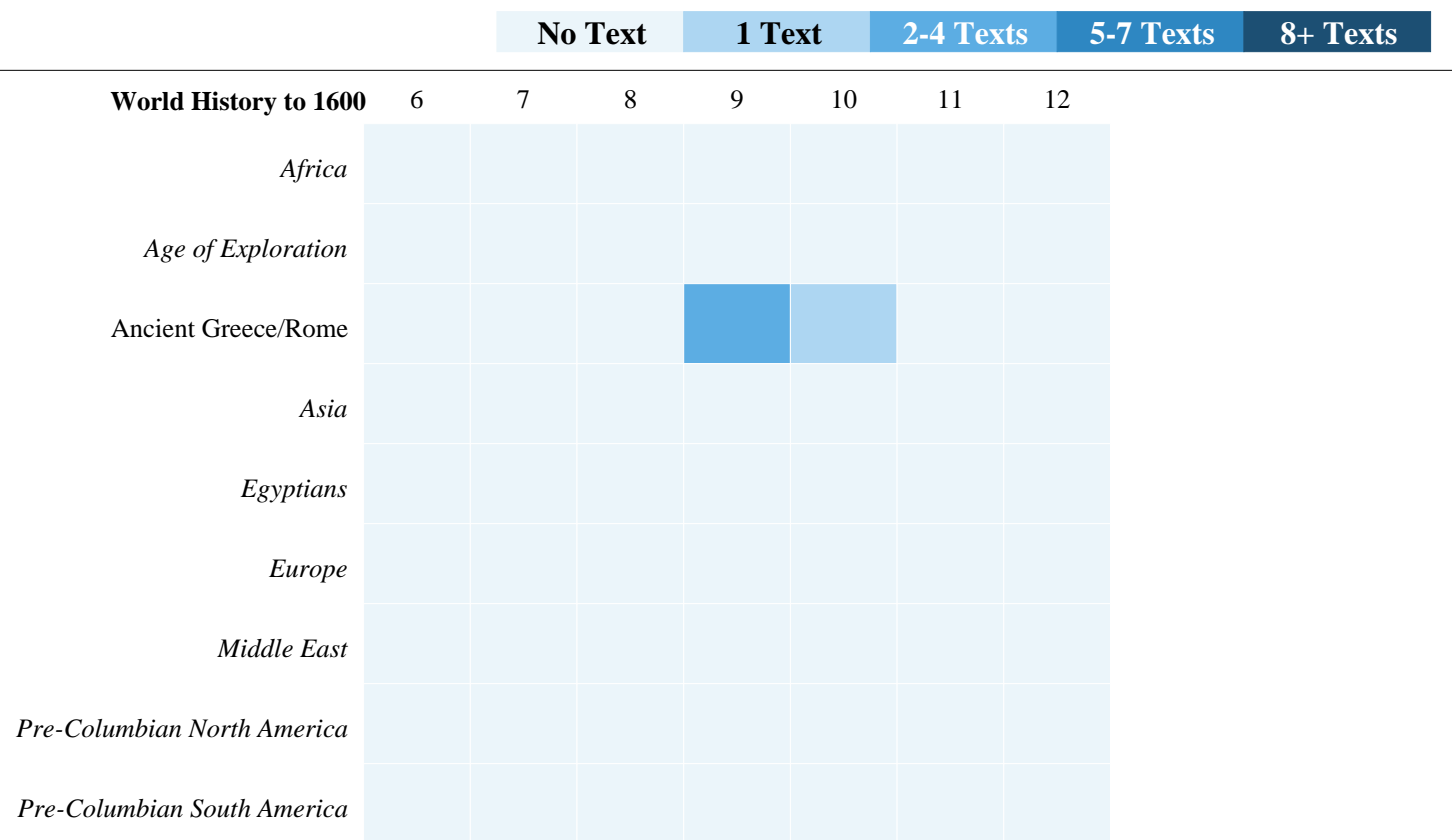 No Text 1 Text 2-4 Texts 5-7 Texts 8+ Texts
World History to 1600 6 7 8 9 10 11 12
Africa
Age of Exploration
Ancient Greece/Rome
Asia
Egyptians
Europe
Middle East
Pre-Columbian North America
Pre-Columbian South America